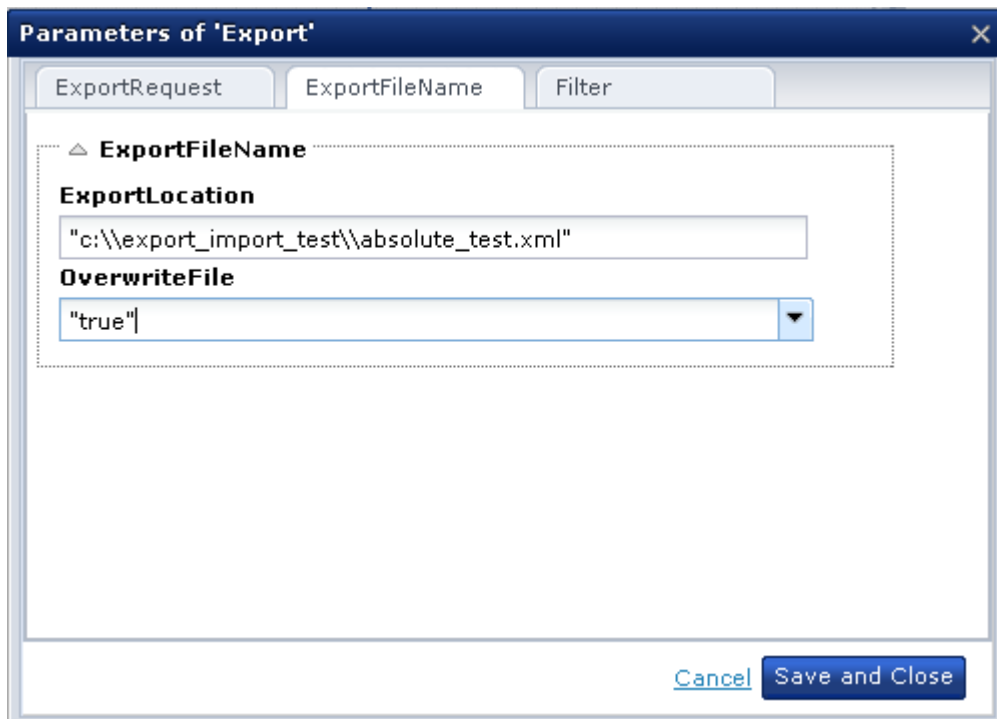 Parameters of 'Export'
ExportRequest ExportFileName Filter
ExportFileName
ExportLocation
"c:\\export_import_test\\absolute_test.xml"
OverwriteFile
"true"
Cancel Save and Close